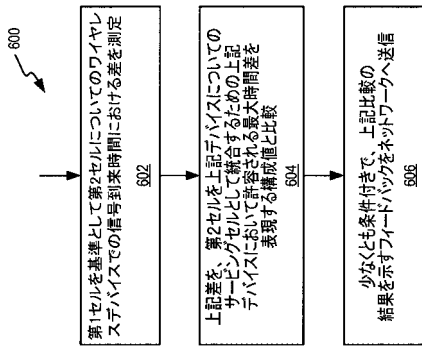 600
第1セルを基準として第2セルについてのワイヤレ
スデバイスでの信号到来時間における差を測定
602
上記差を、第2セルを上記デバイスについての
サービングセルとして統合するための上記
デバイスにおいて許容される最大時間差を
表現する構成値と比較
604
少なくとも条件付きで、上記比較の
結果を示すフィードバックをネットワークへ送信
606